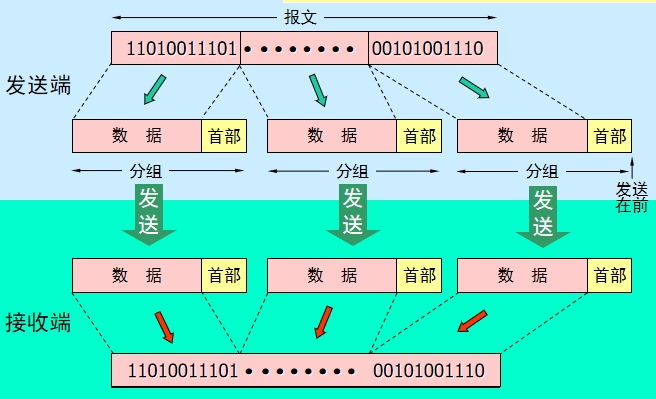 报文
11010011101 •••••••• 00101001110
发送端
数 据 首部 数 据 首部 数 据 首部
分组 分组 分组
发送在前
发送 发送 发送
数 据 首部 数 据 首部 数 据 首部
接收端
11010011101 •••••••• 00101001110